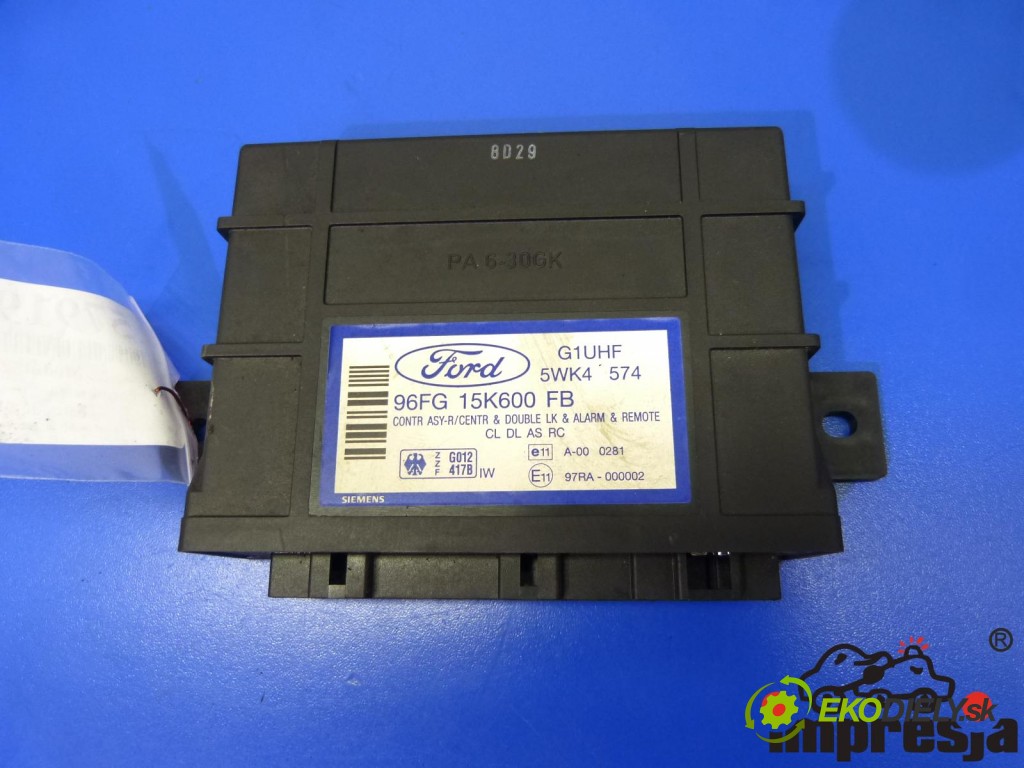 8D29
PA 6-30GK
Ford
G1UHF
5WK4 574
96FG 15K600 FB
CONTR ASY-R/CENTR & DOUBLE LK & ALARM & REMOTE
CL DL AS RC
Z Z F
G012
417B
IW
e11
A-00 0281
E11
97RA-000002
SIEMENS
®
EKODIELY.sk
impresja